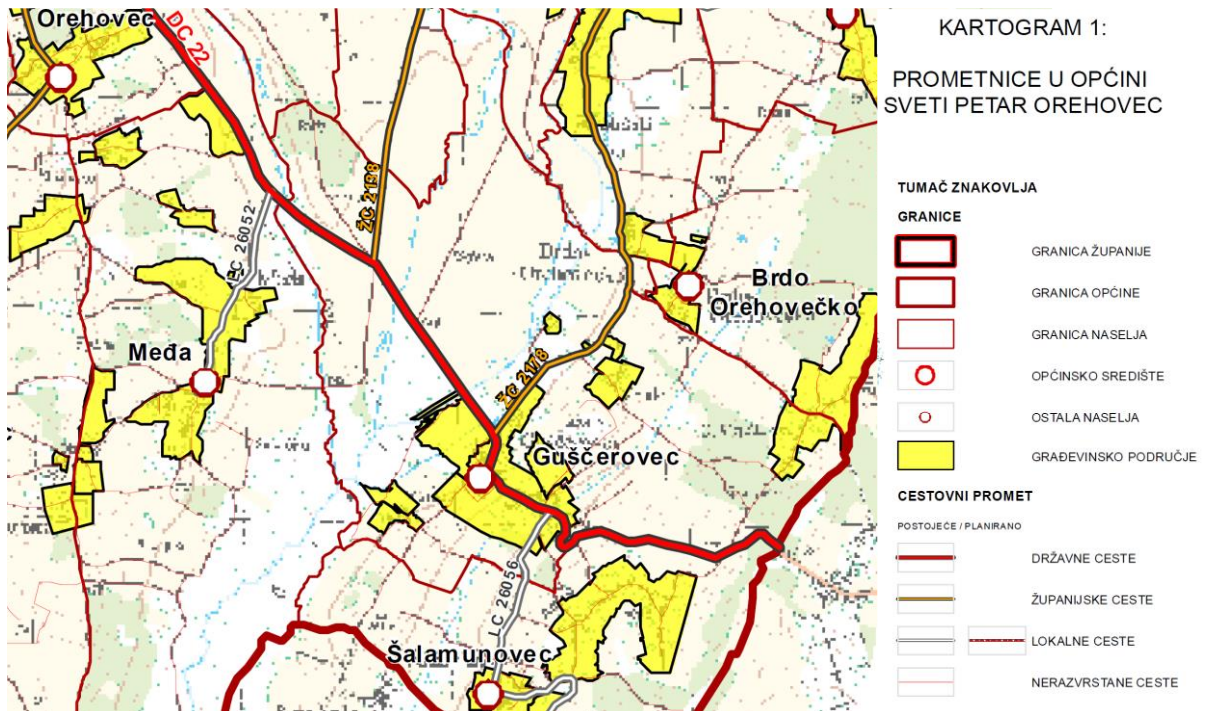 Orehovec
DC 22
ŽC 2198
LC 26052
Brdo
Orehovečko
Međa
ŽC 2178
Guščerovec
LC 26056
Šalamunovec
KARTOGRAM 1:
PROMETNICE U OPĆINI
SVETI PETAR OREHOVEC
TUMAČ ZNAKOVLJA
GRANICE
GRANICA ŽUPANIJE
GRANICA OPĆINE
GRANICA NASELJA
OPĆINSKO SREDIŠTE
OSTALA NASELJA
GRAĐEVINSKO PODRUČJE
CESTOVNI PROMET
POSTOJEĆE / PLANIRANO
DRŽAVNE CESTE
ŽUPANIJSKE CESTE
LOKALNE CESTE
NERAZVRSTANE CESTE